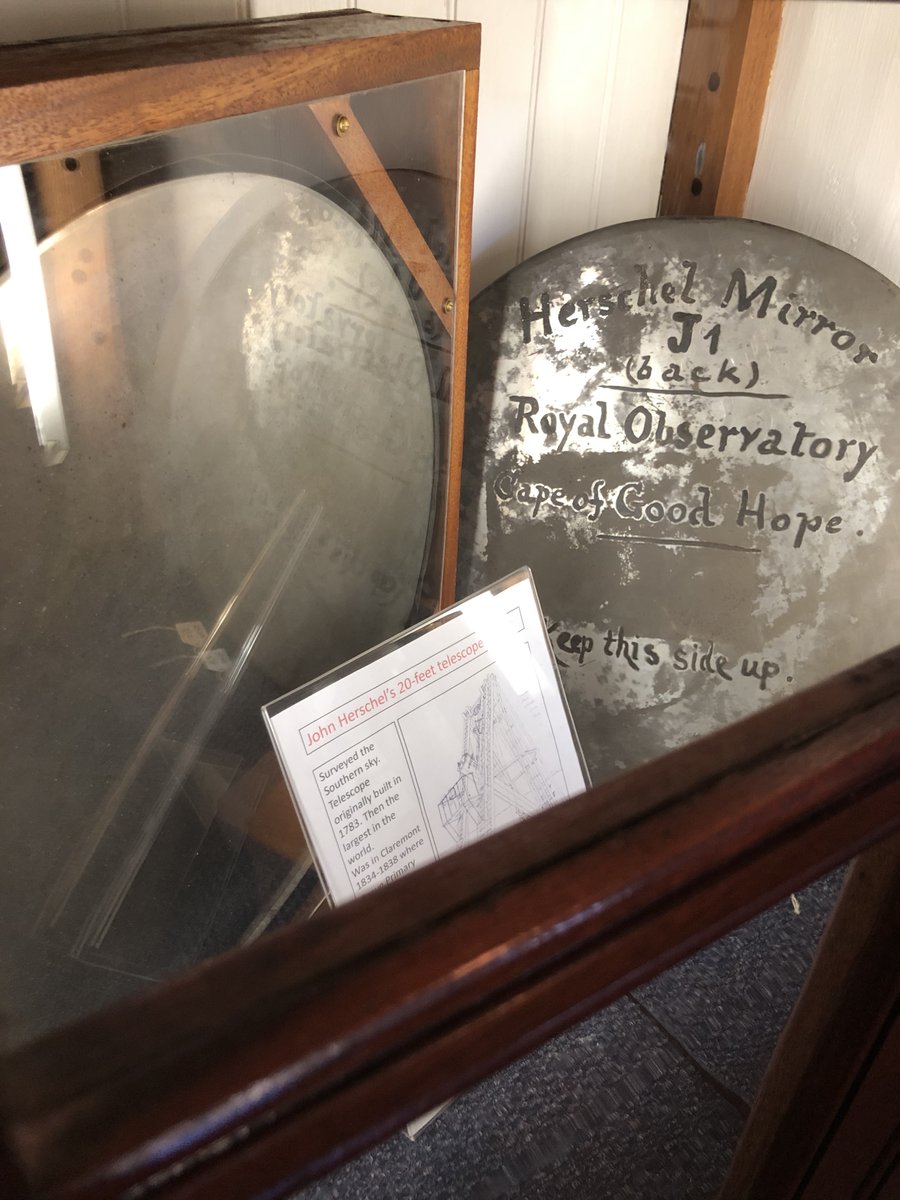 Herschel Mirror
J1
(back)
Royal Observatory
Cape of Good Hope.
Keep this side up.
John Herschel's 20-feet telescope
Surveyed the
Southern sky.
Telescope
originally built in
1783. Then the
largest in the
world.
Was in Claremont
1834-1838 where
Primary